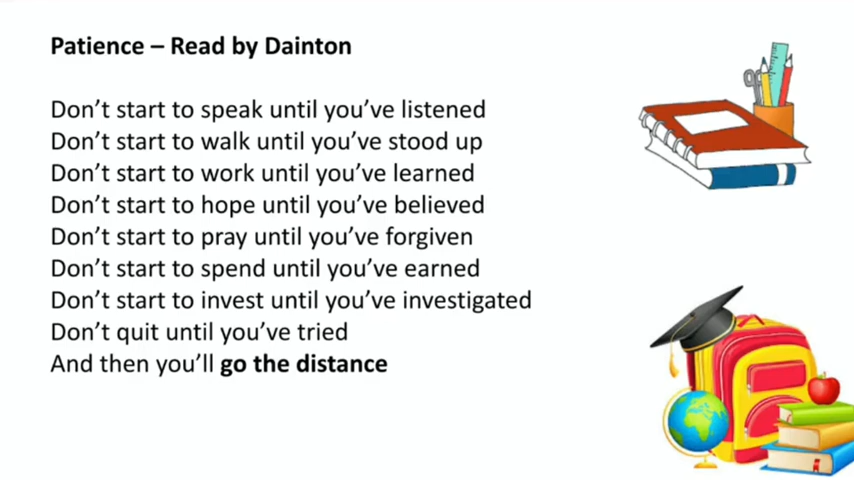 Patience – Read by Dainton
Don’t start to speak until you’ve listened
Don’t start to walk until you’ve stood up
Don’t start to work until you’ve learned
Don’t start to hope until you’ve believed
Don’t start to pray until you’ve forgiven
Don’t start to spend until you’ve earned
Don’t start to invest until you’ve investigated
Don’t quit until you’ve tried
And then you’ll go the distance